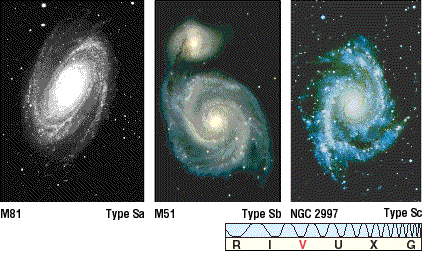 M81 Type Sa M51 Type Sb NGC 2997 Type Sc
R I V U X G